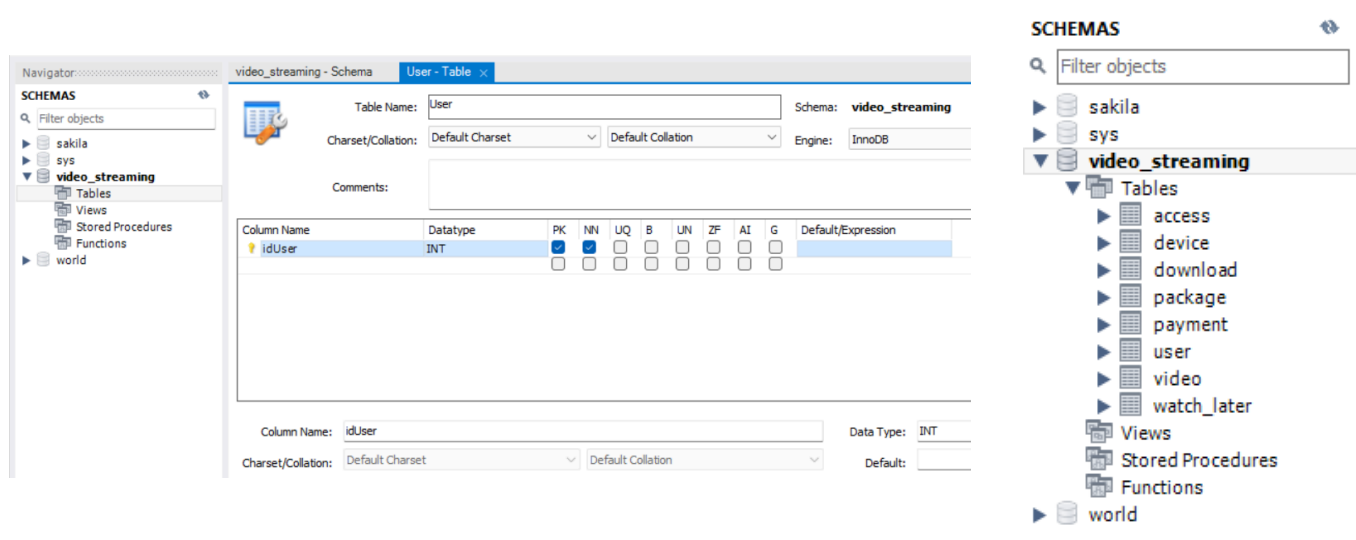 Navigator
SCHEMAS
Filter objects
sakila
sys
video_streaming
Tables
Views
Stored Procedures
Functions
world
video_streaming - Schema
User - Table ×
Table Name: User
Schema: video_streaming
Charset/Collation: Default Charset Default Collation
Engine: InnoDB
Comments:
Column Name Datatype PK NN UQ B UN ZF AI G Default/Expression
idUser INT
Column Name: idUser
Data Type: INT
Charset/Collation: Default Charset Default Collation
Default:
SCHEMAS
Filter objects
sakila
sys
video_streaming
Tables
access
device
download
package
payment
user
video
watch_later
Views
Stored Procedures
Functions
world